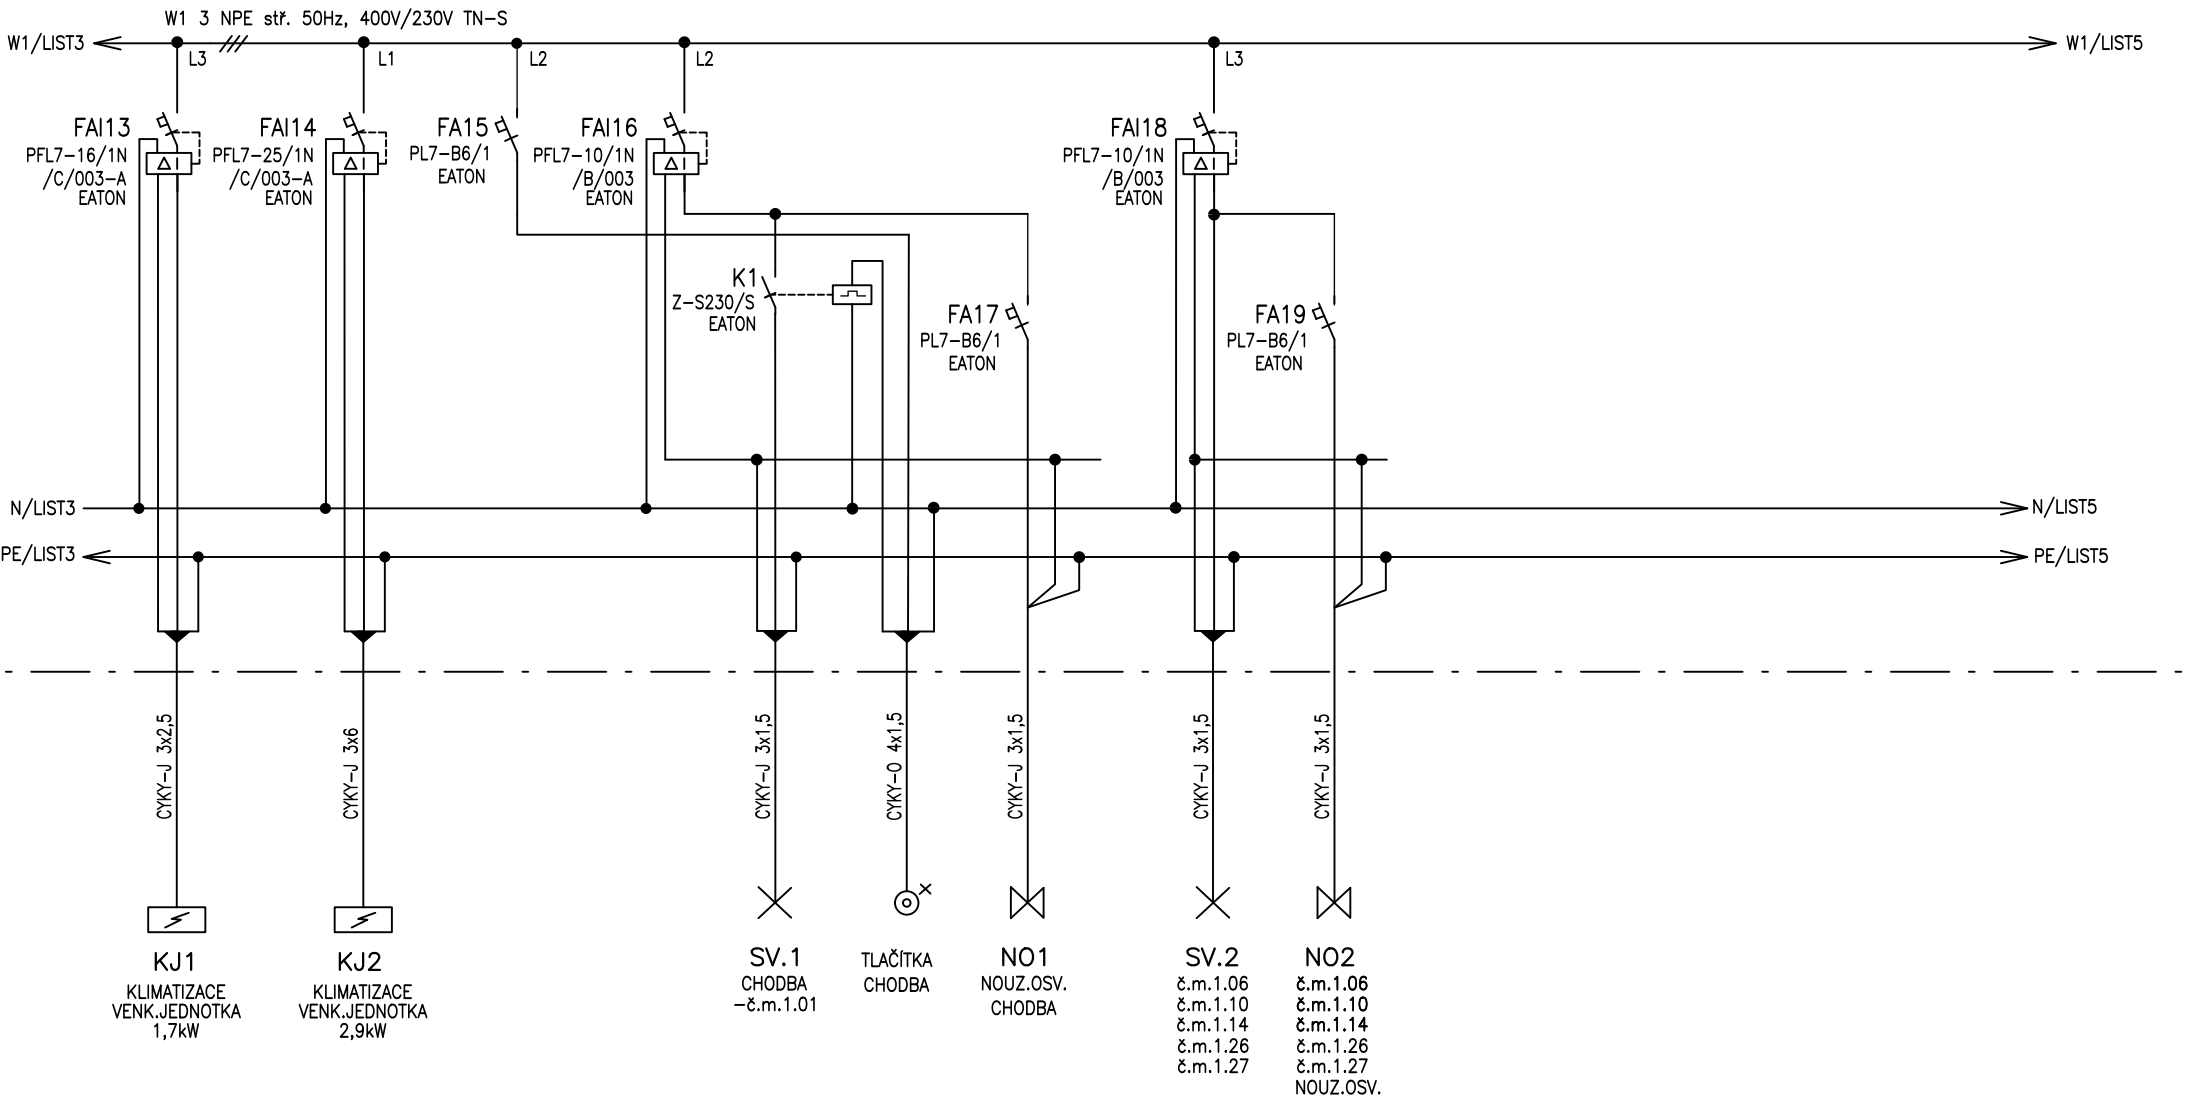 W1 3 NPE stř. 50Hz, 400V/230V TN-S
W1/LIST3
W1/LIST5
L3
L1
L2
L2
L3
FAI13
PFL7-16/1N
/C/003-A
EATON
FAI14
PFL7-25/1N
/C/003-A
EATON
FA15
PL7-B6/1
EATON
FAI16
PFL7-10/1N
/B/003
EATON
FAI18
PFL7-10/1N
/B/003
EATON
K1
Z-S230/S
EATON
FA17
PL7-B6/1
EATON
FA19
PL7-B6/1
EATON
N/LIST3
N/LIST5
PE/LIST3
PE/LIST5
CYKY-J 3x2,5
CYKY-J 3x6
CYKY-J 3x1,5
CYKY-O 4x1,5
CYKY-J 3x1,5
CYKY-J 3x1,5
CYKY-J 3x1,5
KJ1
KLIMATIZACE
VENK.JEDNOTKA
1,7kW
KJ2
KLIMATIZACE
VENK.JEDNOTKA
2,9kW
SV.1
CHODBA
-č.m.1.01
TLAČÍTKA
CHODBA
NO1
NOUZ.OSV.
CHODBA
SV.2
č.m.1.06
č.m.1.10
č.m.1.14
č.m.1.26
č.m.1.27
NO2
č.m.1.06
č.m.1.10
č.m.1.14
č.m.1.26
č.m.1.27
NOUZ.OSV.